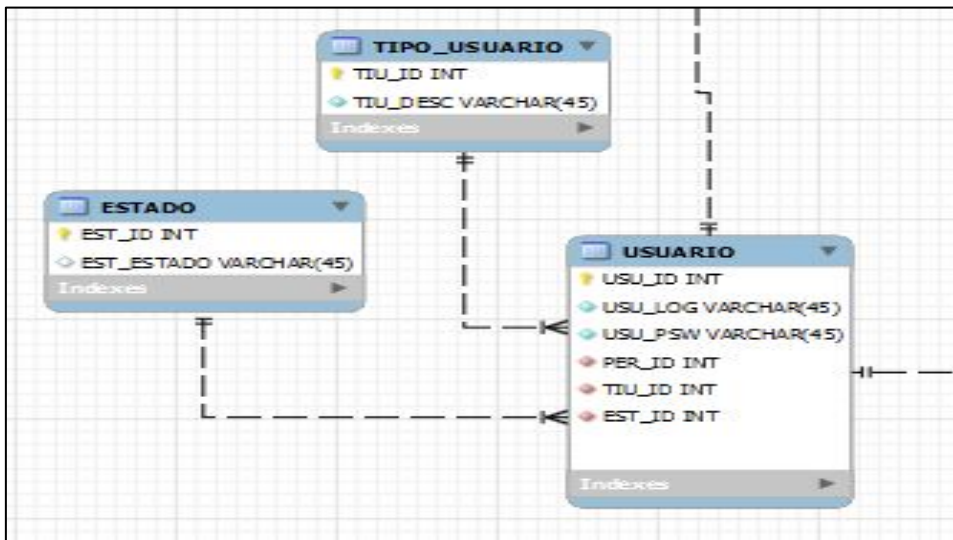 TIPO_USUARIO
TIU_ID INT
TIU_DESC VARCHAR(45)
Indexes
ESTADO
EST_ID INT
EST_ESTADO VARCHAR(45)
Indexes
USUARIO
USU_ID INT
USU_LOG VARCHAR(45)
USU_PSW VARCHAR(45)
PER_ID INT
TIU_ID INT
EST_ID INT
Indexes